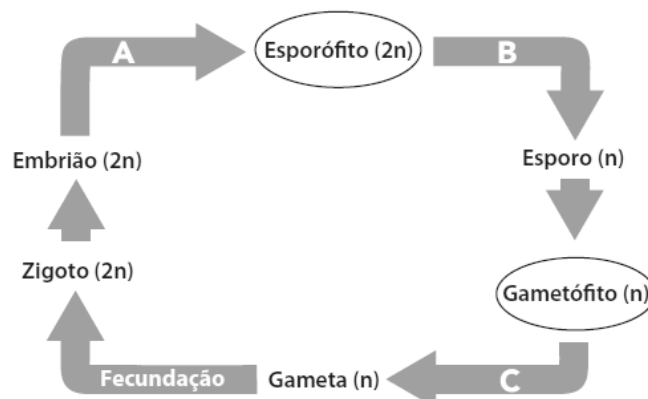 A
Esporófito (2n)
B
Embrião (2n)
Esporo (n)
Zigoto (2n)
Gametófito (n)
Fecundação
Gameta (n)
C